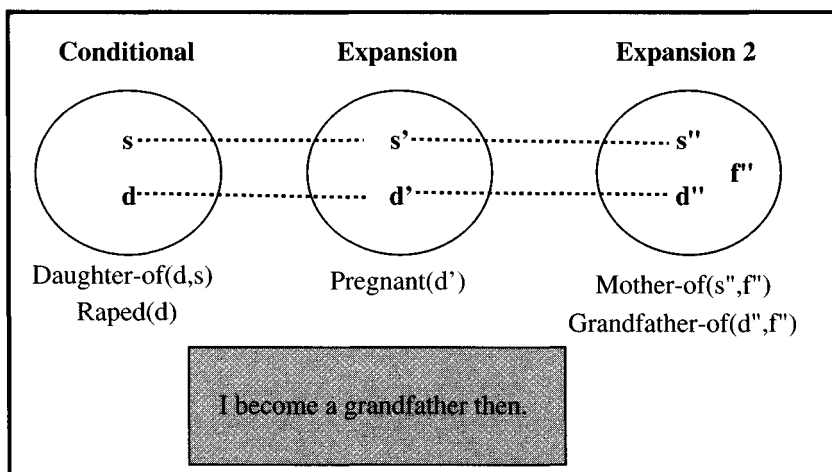 Conditional Expansion Expansion 2
s s’ s"
f"
d d’ d"
Daughter-of(d,s) Pregnant(d’) Mother-of(s",f")
Raped(d) Grandfather-of(d",f")
I become a grandfather then.